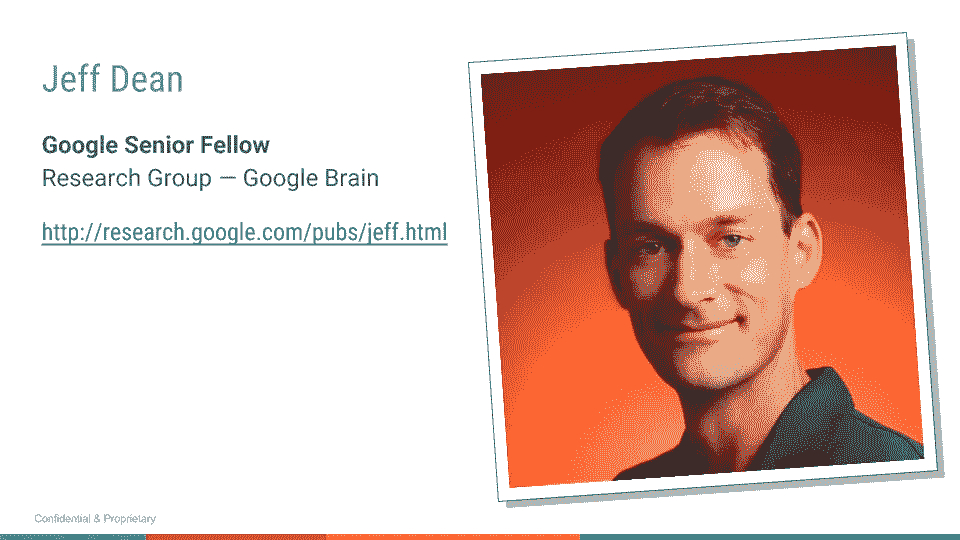 Jeff Dean
Google Senior Fellow
Research Group — Google Brain
http://research.google.com/pubs/jeff.html
Confidential & Proprietary